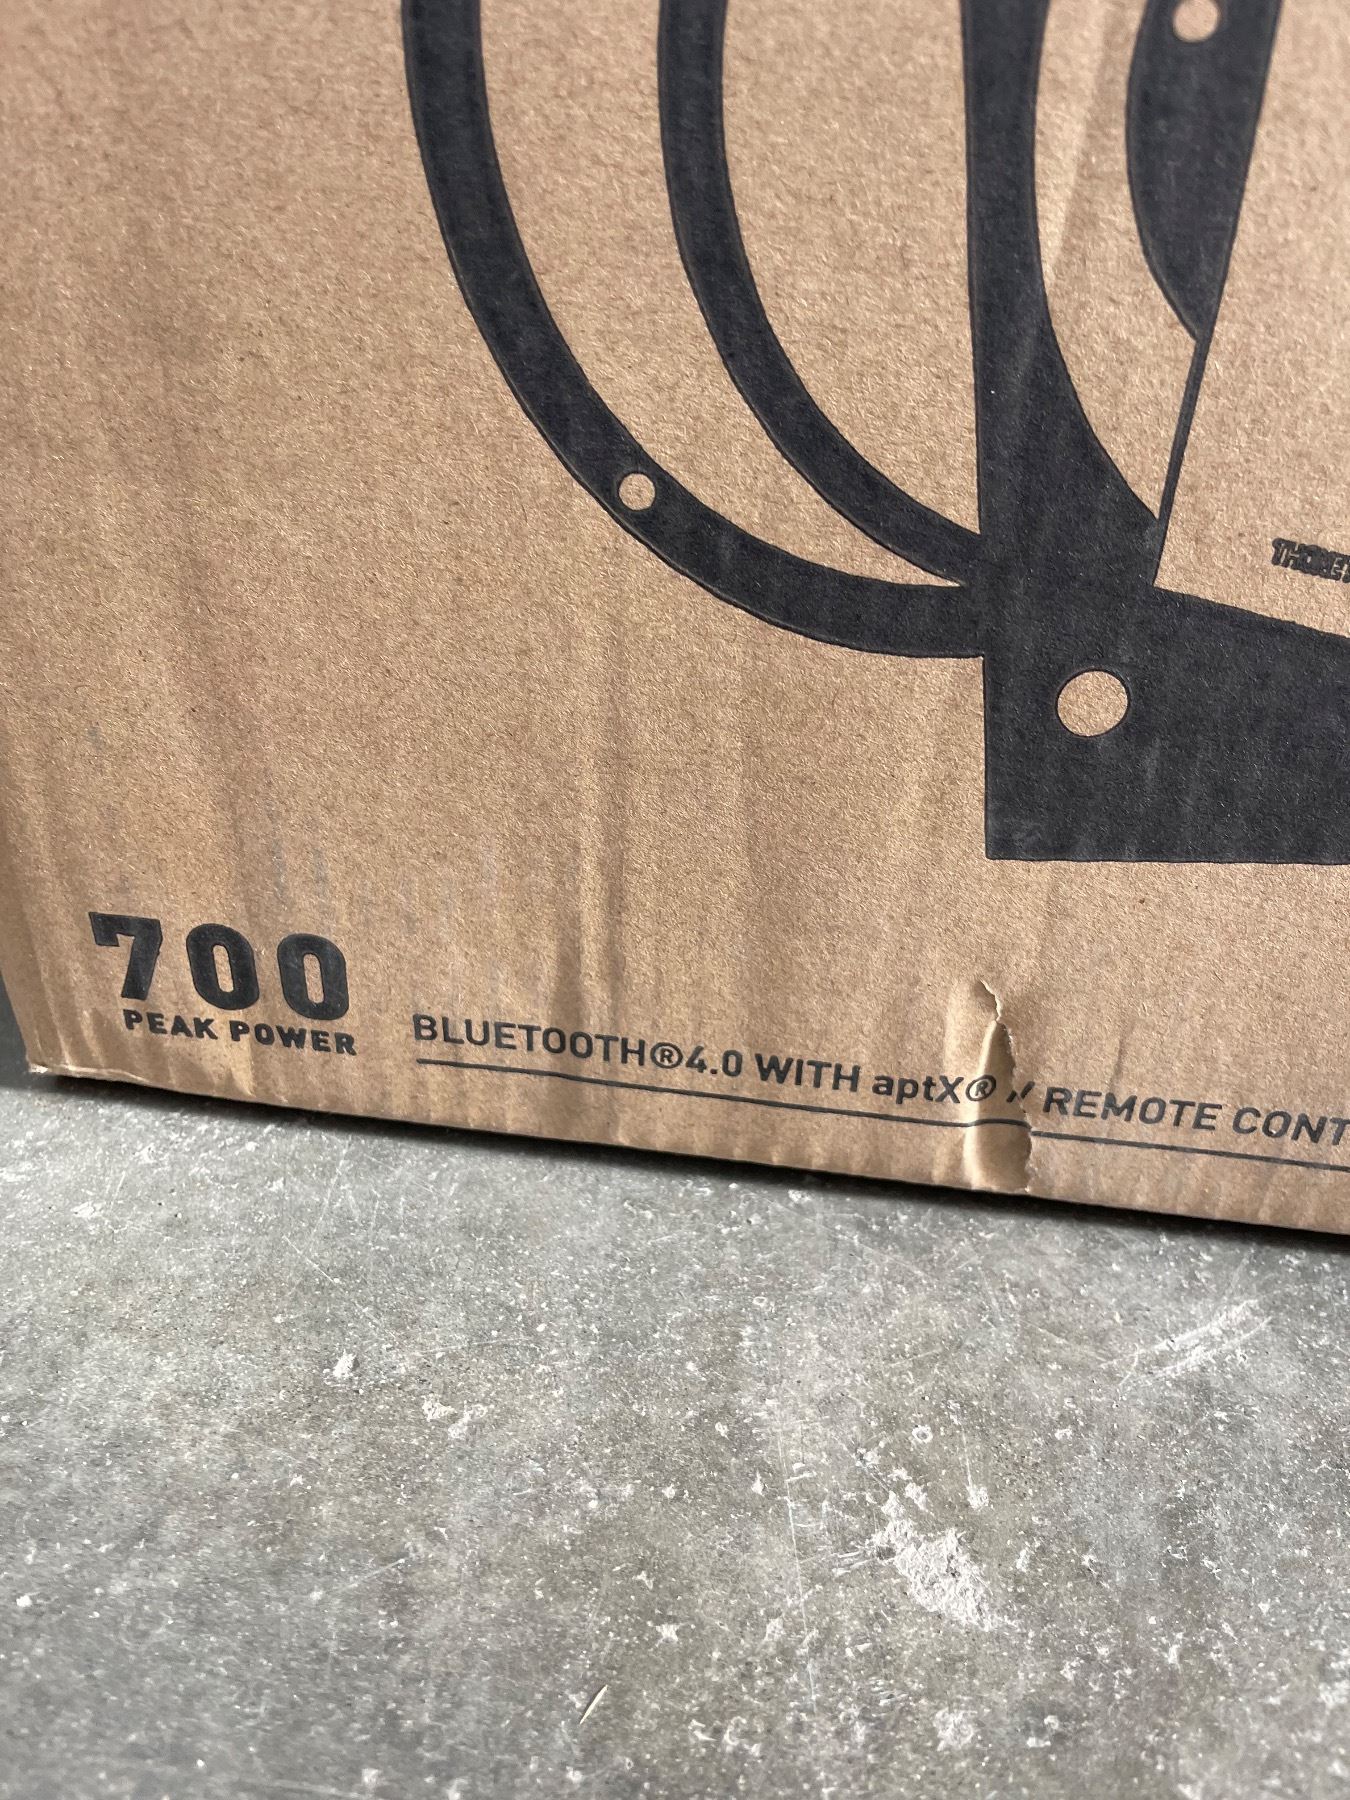 700
PEAK POWER
BLUETOOTH®4.0 WITH aptX® // REMOTE CONT